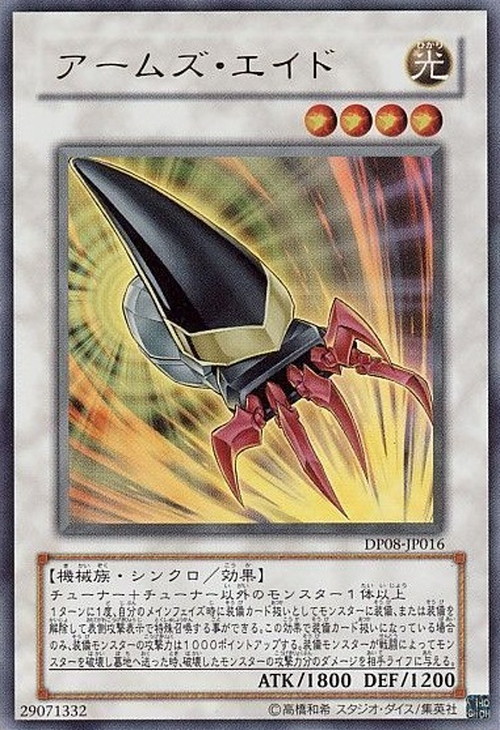 アームズ・エイド
光
DP08-JP016
【機械族・シンクロ/効果】
チューナー+チューナー以外のモンスター1体以上
1ターンに1度、自分のメインフェイズ時に装備カード扱いとしてモンスターに装備、または装備を
解除して表側攻撃表示で特殊召喚する事ができる。この効果で装備カード扱いになっている場合
のみ、装備モンスターの攻撃力は1000ポイントアップする。装備モンスターが戦闘によってモン
スターを破壊し墓地へ送った時、破壊したモンスターの攻撃力分のダメージを相手ライフに与える。
ATK/1800 DEF/1200
29071332
©高橋和希 スタジオ・ダイス/集英社